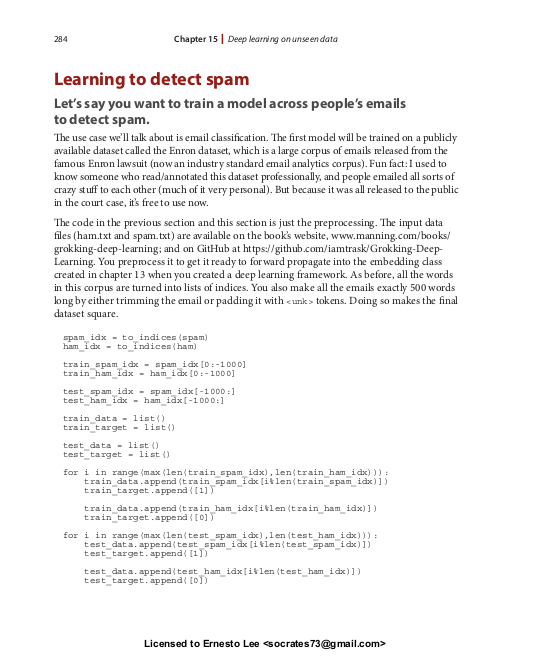 284
Chapter 15 | Deep learning on unseen data
Learning to detect spam
Let's say you want to train a model across people's emails
to detect spam.
The use case we'll talk about is email classification. The first model will be trained on a publicly
available dataset called the Enron dataset, which is a large corpus of emails released from the
famous Enron lawsuit (now an industry standard email analytics corpus). Fun fact: I used to
know someone who read/annotated this dataset professionally, and people emailed all sorts of
crazy stuff to each other (much of it very personal). But because it was all released to the public
in the court case, it's free to use now.
The code in the previous section and this section is just the preprocessing. The input data
files (ham.txt and spam.txt) are available on the book's website, www.manning.com/books/
grokking-deep-learning; and on GitHub at https://github.com/iamtrask/Grokking-Deep-
Learning. You preprocess it to get it ready to forward propagate into the embedding class
created in chapter 13 when you created a deep learning framework. As before, all the words
in this corpus are turned into lists of indices. You also make all the emails exactly 500 words
long by either trimming the email or padding it with <unk> tokens. Doing so makes the final
dataset square.
spam_idx = to_indices(spam)
ham_idx = to_indices(ham)
train_spam_idx = spam_idx[0:-1000]
train_ham_idx = ham_idx[0:-1000]
test_spam_idx = spam_idx[-1000:]
test_ham_idx = ham_idx[-1000:]
train_data = list()
train_target = list()
test_data = list()
test_target = list()
for i in range(max(len(train_spam_idx),len(train_ham_idx))):
    train_data.append(train_spam_idx[i%len(train_spam_idx)])
    train_target.append([1])
    train_data.append(train_ham_idx[i%len(train_ham_idx)])
    train_target.append([0])
for i in range(max(len(test_spam_idx),len(test_ham_idx))):
    test_data.append(test_spam_idx[i%len(test_spam_idx)])
    test_target.append([1])
    test_data.append(test_ham_idx[i%len(test_ham_idx)])
    test_target.append([0])
Licensed to Ernesto Lee <socrates73@gmail.com>